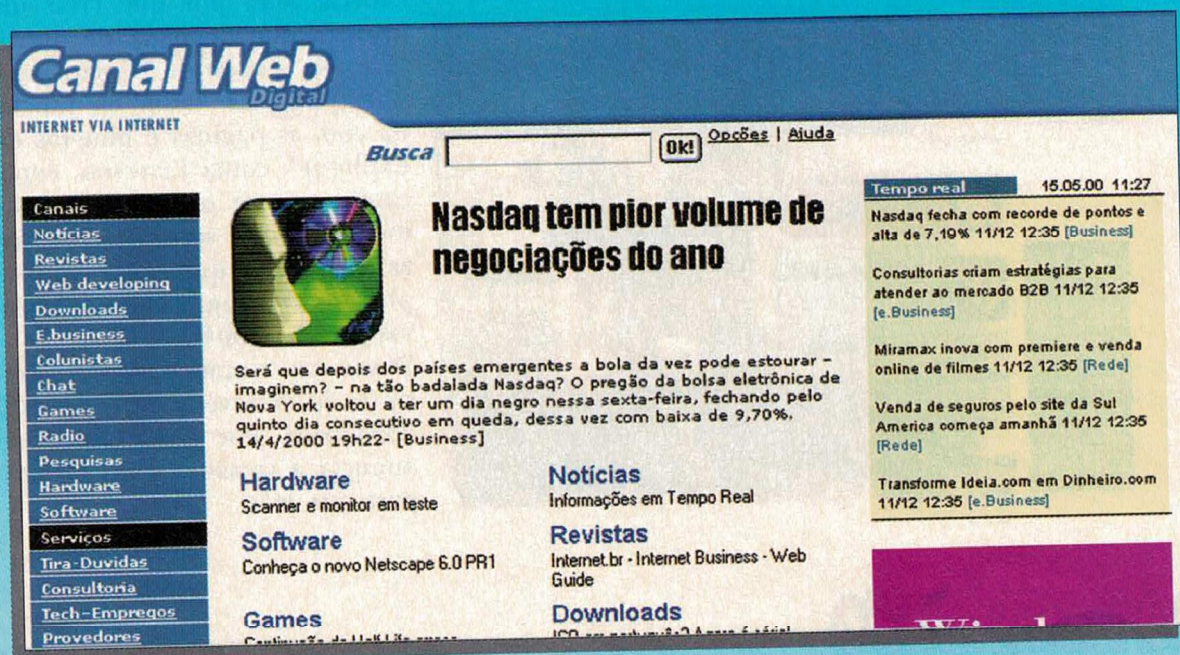 Canal Web
Digital
INTERNET VIA INTERNET
Busca
Ok!
Opções | Ajuda
Canais
Notícias
Revistas
Web developing
Downloads
E.business
Colunistas
Chat
Games
Radio
Pesquisas
Hardware
Software
Serviços
Tira-Duvidas
Consultoria
Tech-Empregos
Provedores
Nasdaq tem pior volume de
negociações do ano
Será que depois dos países emergentes a bola da vez pode estourar -
imaginem? - na tão badalada Nasdaq? O pregão da bolsa eletrônica de
Nova York voltou a ter um dia negro nessa sexta-feira, fechando pelo
quinto dia consecutivo em queda, dessa vez com baixa de 9,70%.
14/4/2000 19h22- [Business]
Hardware
Scanner e monitor em teste
Software
Conheça o novo Netscape 6.0 PR1
Games
Notícias
Informações em Tempo Real
Revistas
Internet.br - Internet Business - Web
Guide
Downloads
Tempo real 15.05.00 11:27
Nasdaq fecha com recorde de pontos e
alta de 7,19% 11/12 12:35 [Business]
Consultorias criam estratégias para
atender ao mercado B2B 11/12 12:35
[e.Business]
Miramax inova com premiere e venda
online de filmes 11/12 12:35 [Rede]
Venda de seguros pelo site da Sul
America começa amanhã 11/12 12:35
[Rede]
Transforme Ideia.com em Dinheiro.com
11/12 12:35 [e.Business]